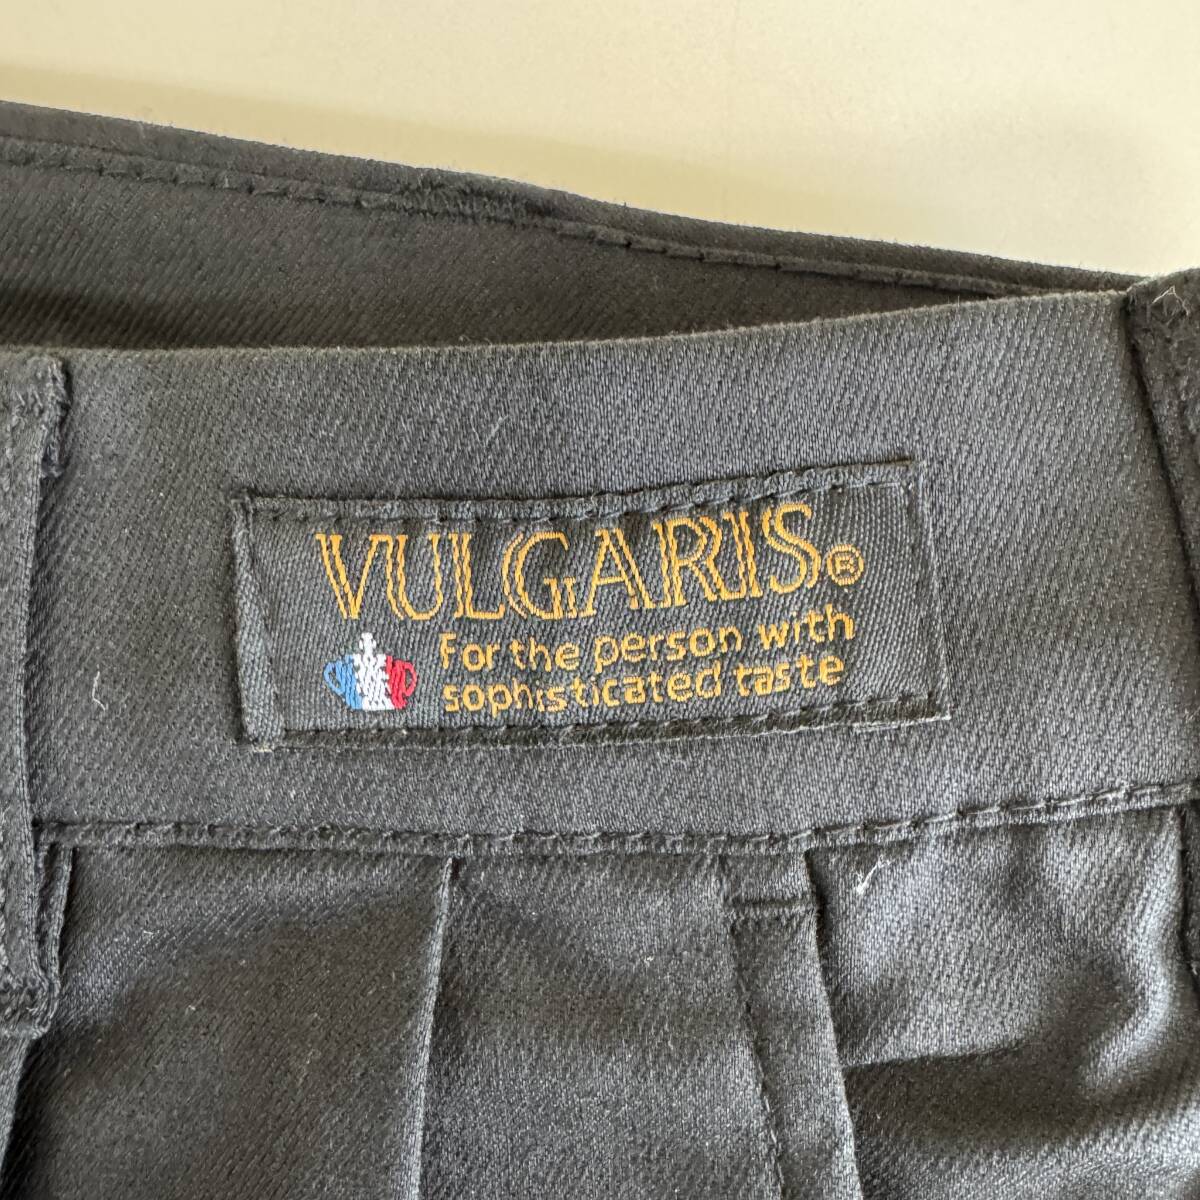 VULGARIS®
For the person with
sophisticated taste